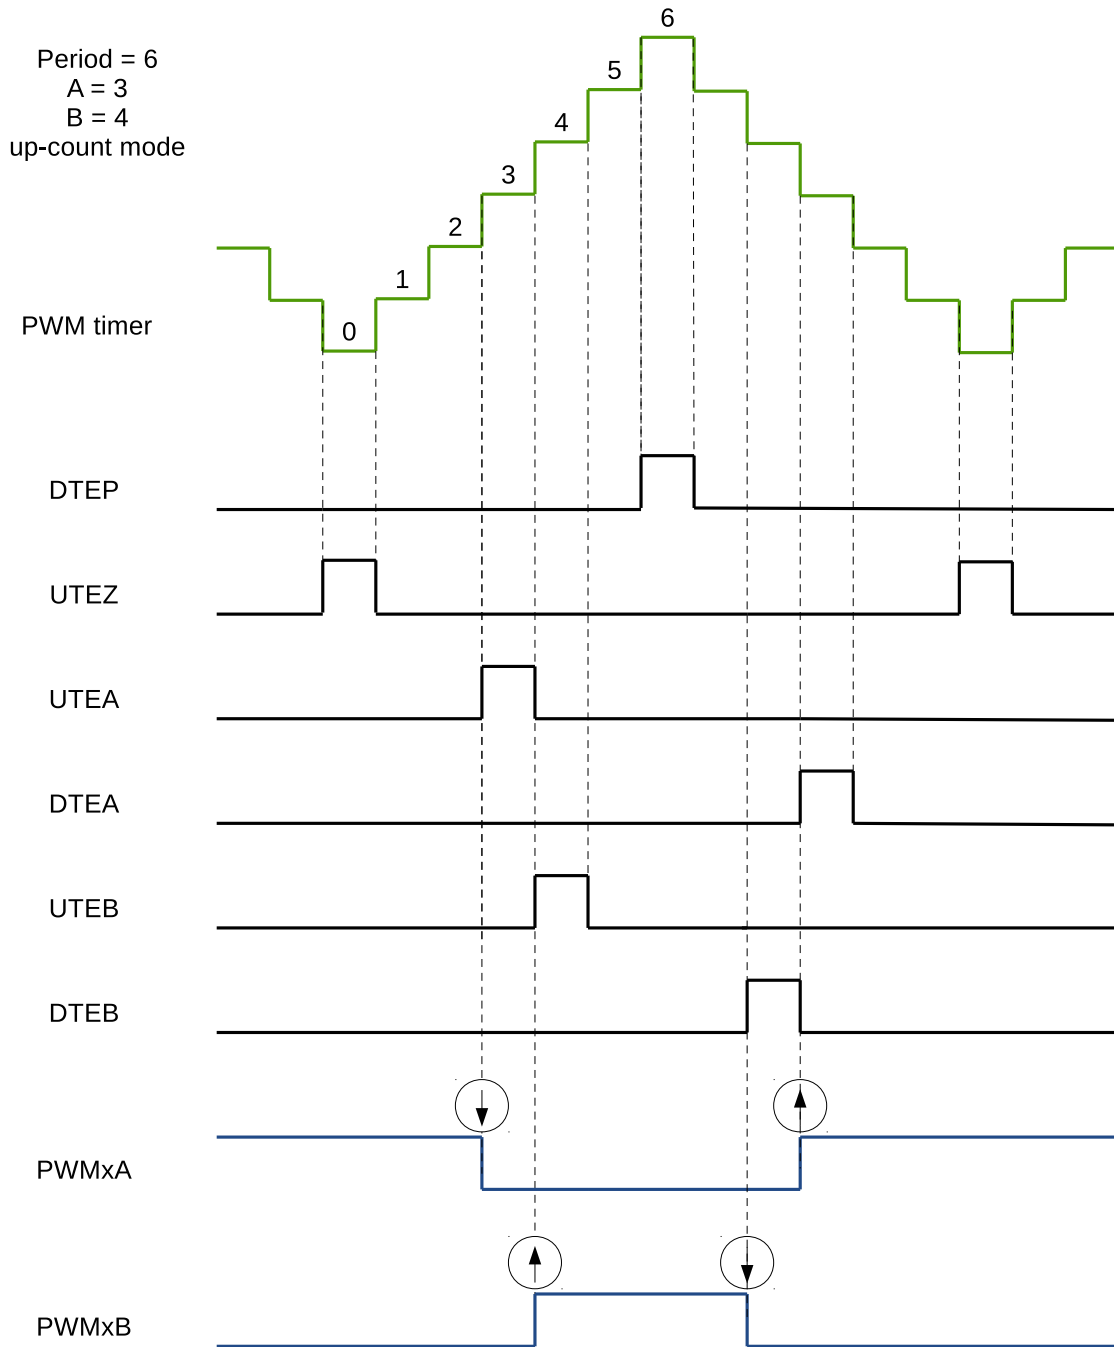 Period = 6
A = 3
B = 4
up-count mode
6
5
4
3
2
1
0
PWM timer
DTEP
UTEZ
UTEA
DTEA
UTEB
DTEB
PWMxA
PWMxB